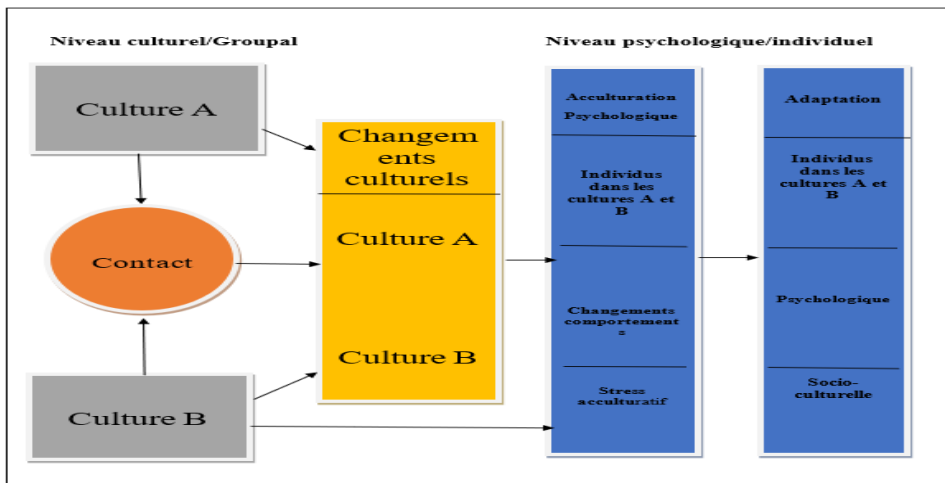 Niveau culturel/Groupal
Niveau psychologique/individuel
Culture A
Contact
Culture B
Changem
ents
culturels
Culture A
Culture B
Acculturation
Psychologique
Individus
dans les
cultures A et
B
Changements
comportement
s
Stress
acculturatif
Adaptation
Individus
dans les
cultures A et
B
Psychologique
Socio-
culturelle